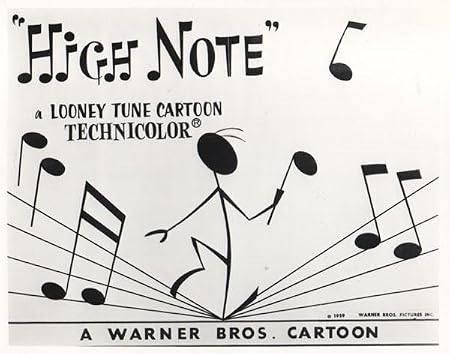 "HIGH NOTE"
a LOONEY TUNE CARTOON
TECHNICOLOR®
© 1959 WARNER BROS. PICTURES INC.
A WARNER BROS. CARTOON